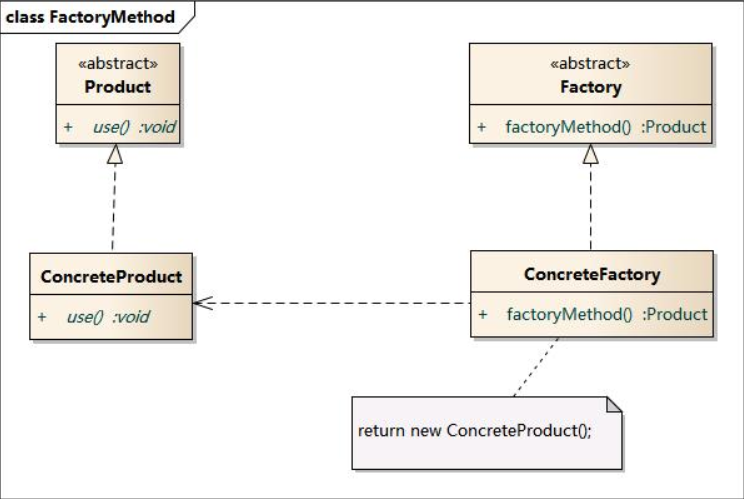 class FactoryMethod
«abstract»
Product
+ use() :void
«abstract»
Factory
+ factoryMethod() :Product
ConcreteProduct
+ use() :void
ConcreteFactory
+ factoryMethod() :Product
return new ConcreteProduct();